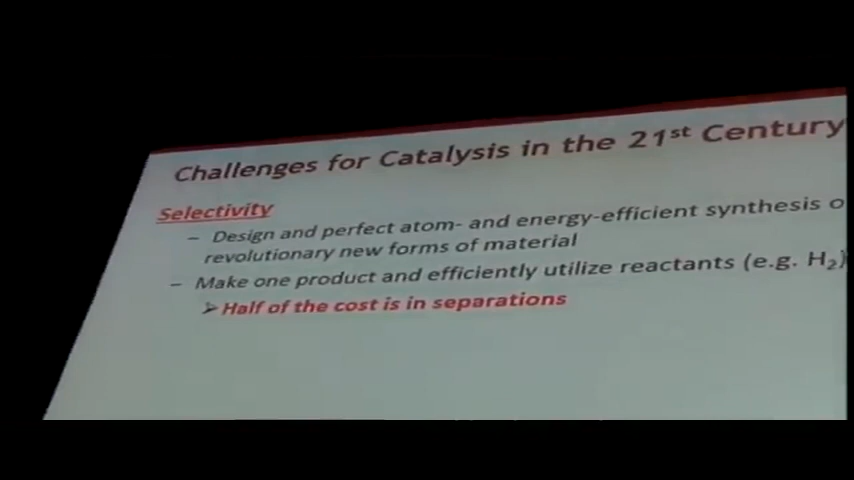 Challenges for Catalysis in the 21st Century
Selectivity
– Design and perfect atom- and energy-efficient synthesis
revolutionary new forms of material
– Make one product and efficiently utilize reactants (e.g. H₂)
➢ Half of the cost is in separations